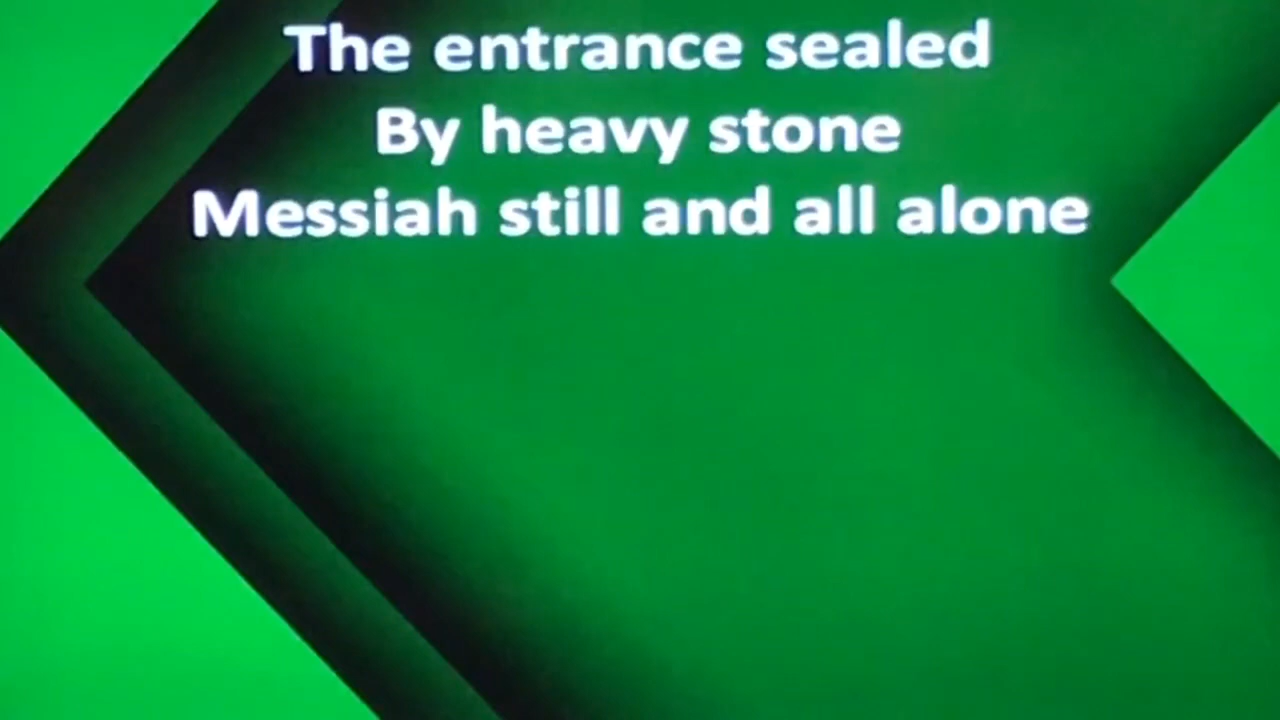 The entrance sealed
By heavy stone
Messiah still and all alone